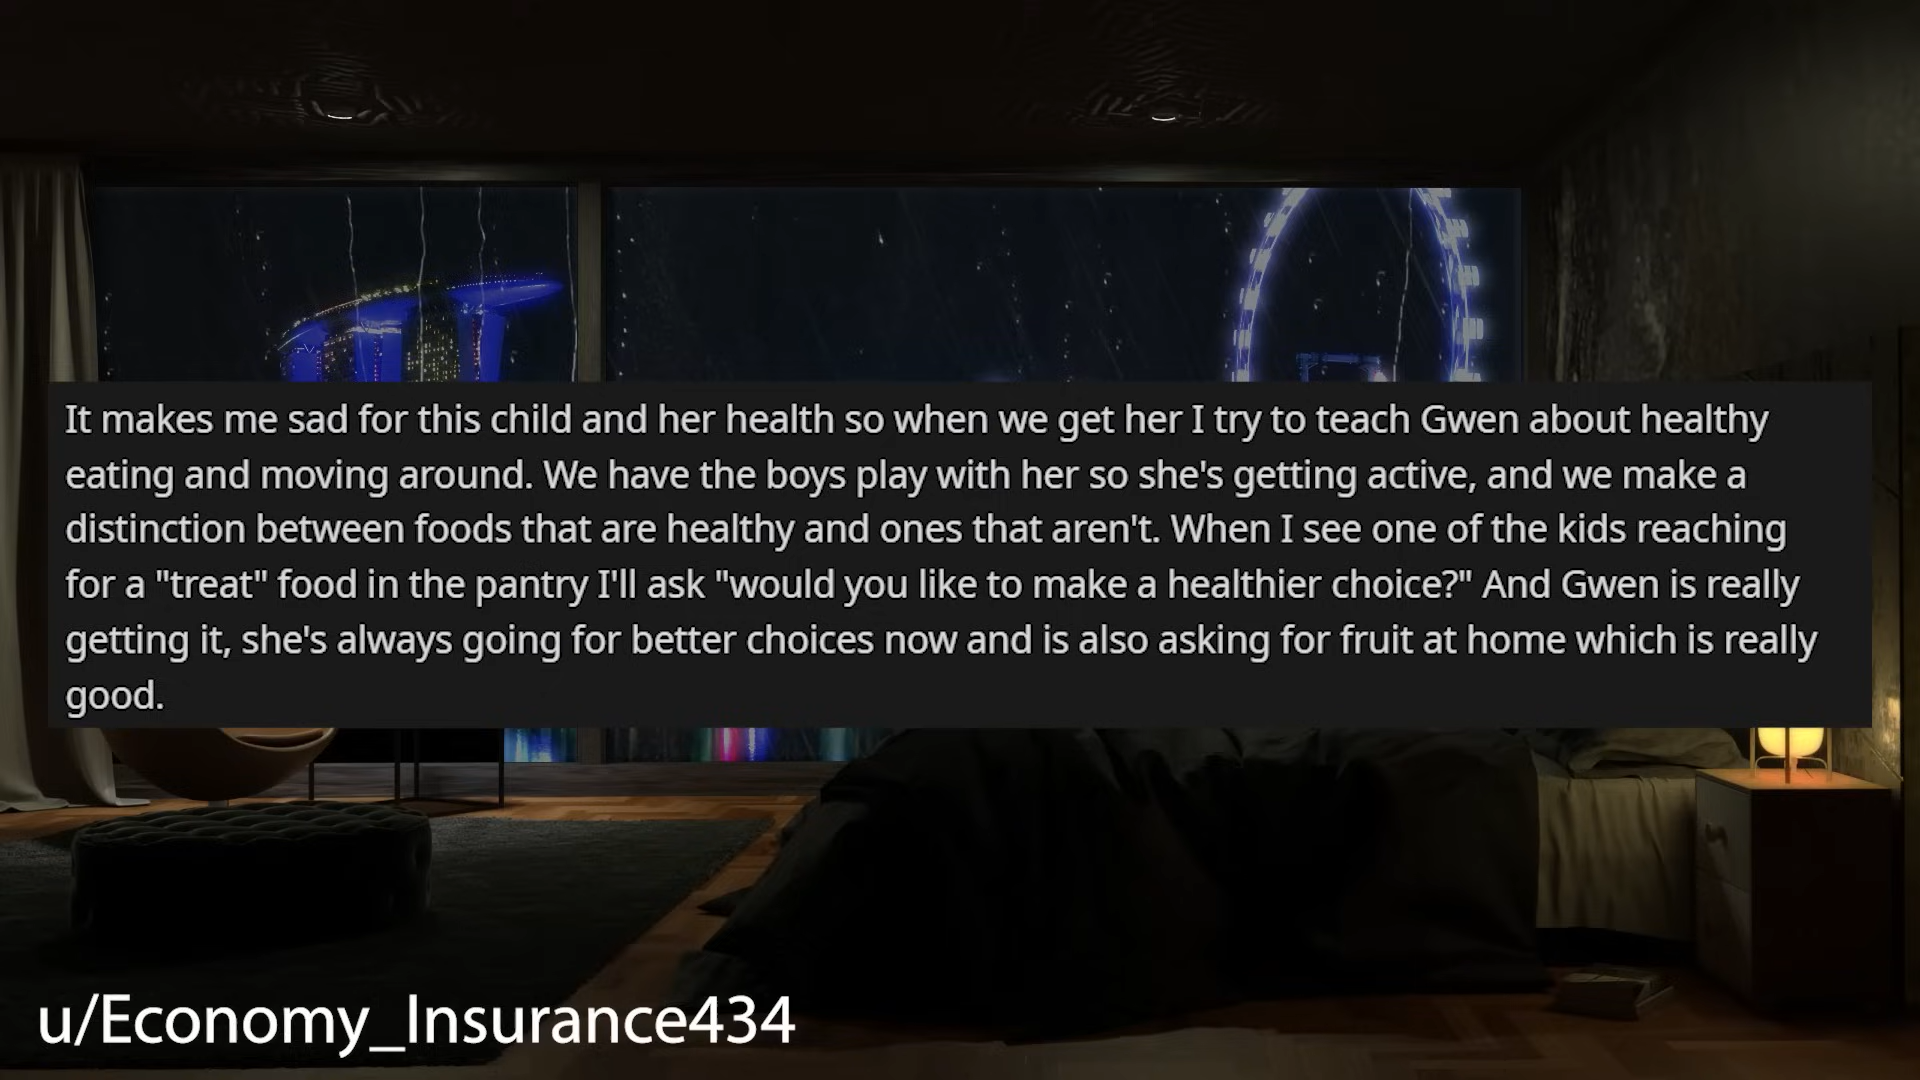 It makes me sad for this child and her health so when we get her I try to teach Gwen about healthy
eating and moving around. We have the boys play with her so she's getting active, and we make a
distinction between foods that are healthy and ones that aren't. When I see one of the kids reaching
for a "treat" food in the pantry I'll ask "would you like to make a healthier choice?" And Gwen is really
getting it, she's always going for better choices now and is also asking for fruit at home which is really
good.
u/Economy_Insurance434